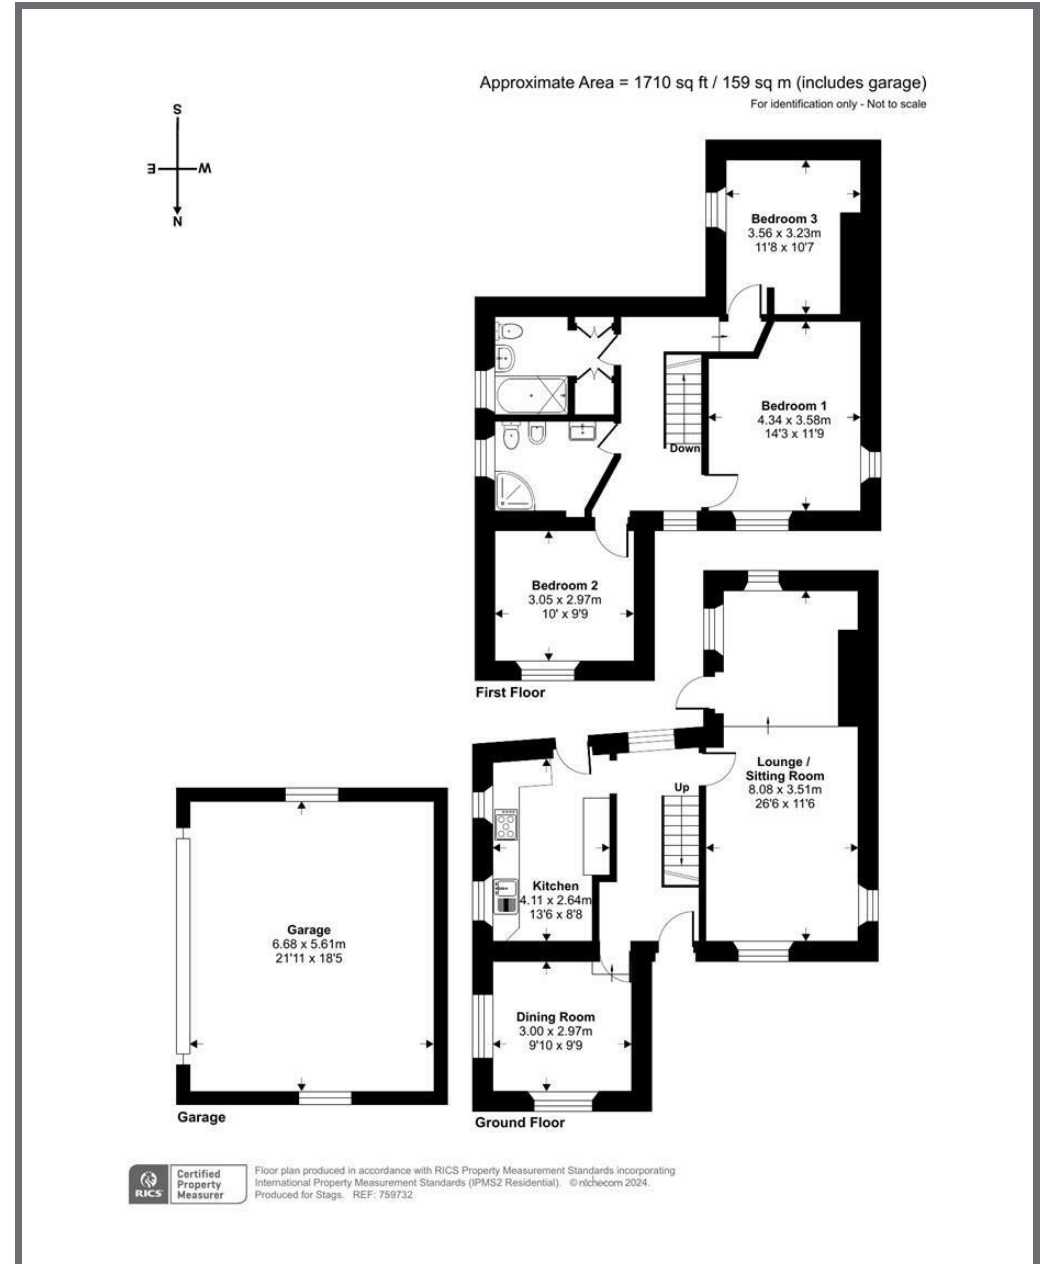 Approximate Area = 1710 sq ft / 159 sq m (includes garage)
For identification only - Not to scale
S
E
W
N
Bedroom 3
3.56 x 3.23m
11'8 x 10'7
Bedroom 1
4.34 x 3.58m
14'3 x 11'9
Down
Bedroom 2
3.05 x 2.97m
10' x 9'9
First Floor
Lounge /
Sitting Room
8.08 x 3.51m
26'6 x 11'6
Up
Kitchen
4.11 x 2.64m
13'6 x 8'8
Garage
6.68 x 5.61m
21'11 x 18'5
Dining Room
3.00 x 2.97m
9'10 x 9'9
Garage
Ground Floor
RICS
Certified
Property
Measurer
Floor plan produced in accordance with RICS Property Measurement Standards incorporating
International Property Measurement Standards (IPMS2 Residential). © nichecom 2024.
Produced for Stags. REF: 759732